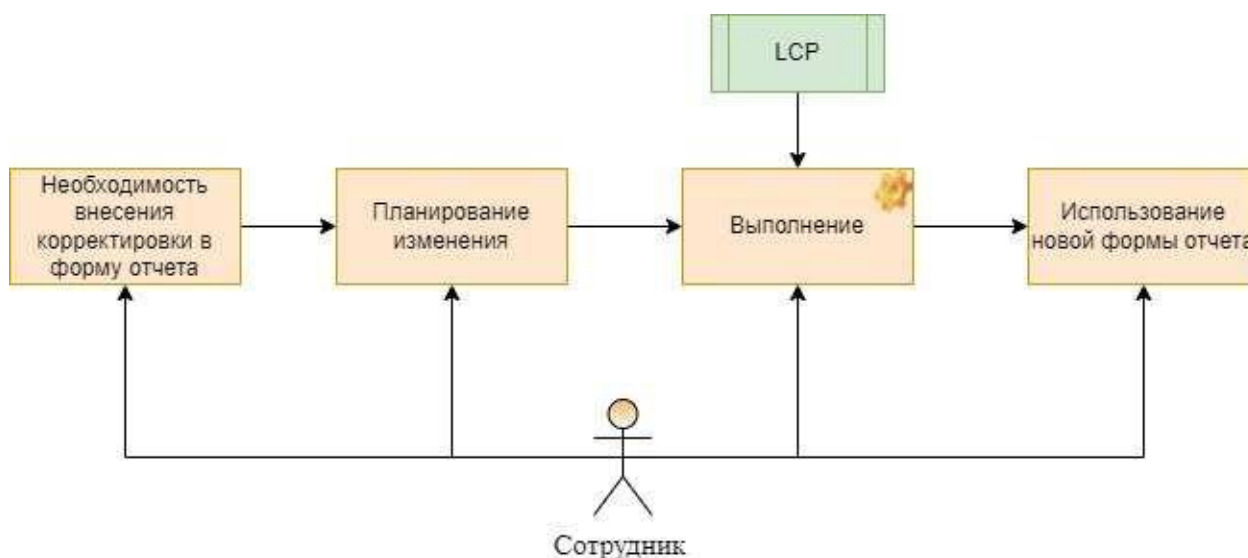 LCP
Необходимость
внесения
корректировки в
форму отчета
Планирование
изменения
Выполнение
Использование
новой формы отчета
Сотрудник